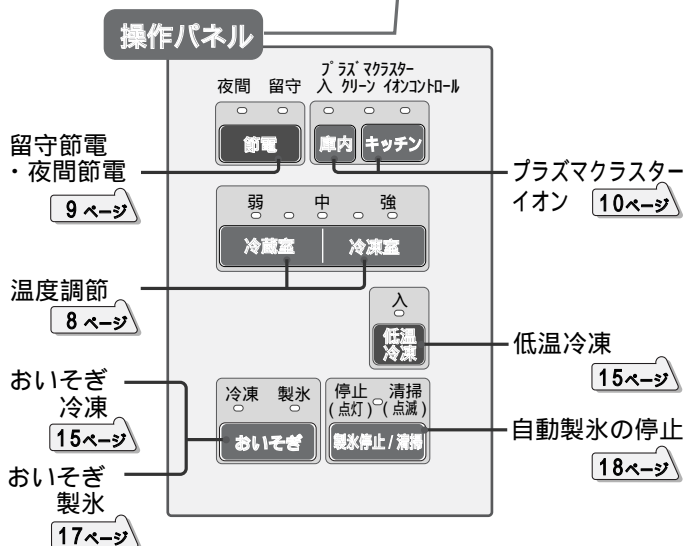 操作パネル
プラズマクラスター
夜間 留守 入 クリーン イオンコントロール
節電 庫内 キッチン
留守節電
・夜間節電
9 ページ
プラズマクラスター
イオン 10ページ
弱 中 強
冷蔵室 冷凍室
温度調節
8 ページ
入
低温
冷凍
低温冷凍
15ページ
おいそぎ
冷凍
15ページ
冷凍 製氷 停止 清掃
(点灯) (点滅)
おいそぎ 製氷停止/清掃
自動製氷の停止
18ページ
おいそぎ
製氷
17ページ